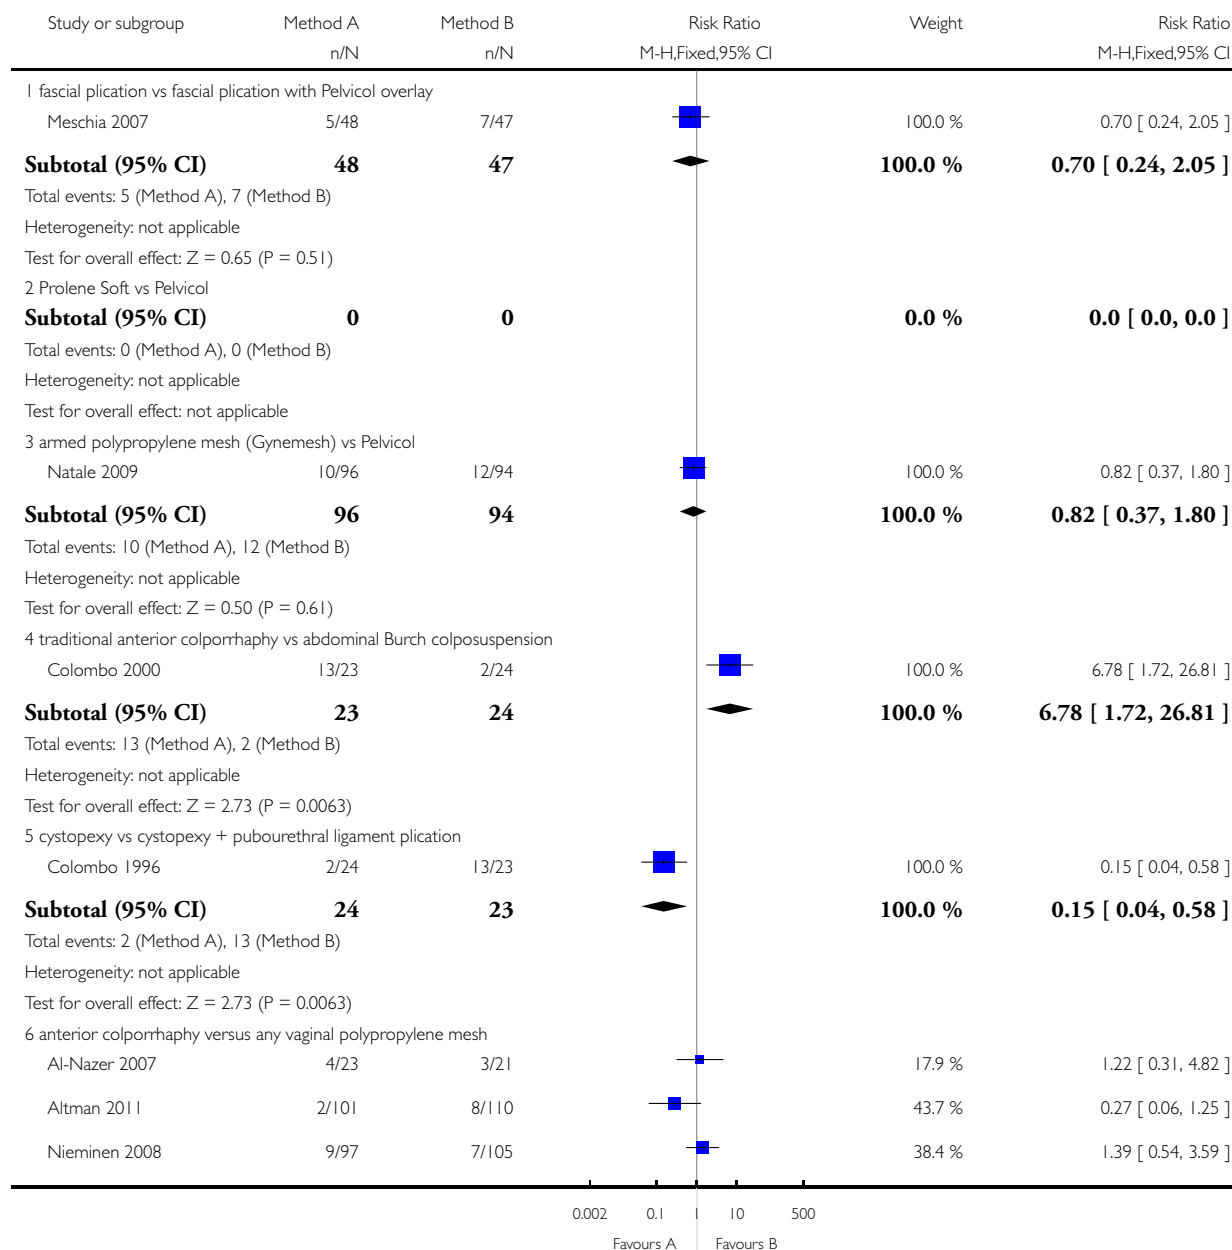 Study or subgroup Method A Method B Risk Ratio Weight Risk Ratio
n/N n/N M-H,Fixed,95% CI M-H,Fixed,95% CI
1 fascial plication vs fascial plication with Pelvicol overlay
Meschia 2007 5/48 7/47 100.0 % 0.70 [ 0.24, 2.05 ]
Subtotal (95% CI) 48 47 100.0 % 0.70 [ 0.24, 2.05 ]
Total events: 5 (Method A), 7 (Method B)
Heterogeneity: not applicable
Test for overall effect: Z = 0.65 (P = 0.51)
2 Prolene Soft vs Pelvicol
Subtotal (95% CI) 0 0 0.0 % 0.0 [ 0.0, 0.0 ]
Total events: 0 (Method A), 0 (Method B)
Heterogeneity: not applicable
Test for overall effect: not applicable
3 armed polypropylene mesh (Gynemesh) vs Pelvicol
Natale 2009 10/96 12/94 100.0 % 0.82 [ 0.37, 1.80 ]
Subtotal (95% CI) 96 94 100.0 % 0.82 [ 0.37, 1.80 ]
Total events: 10 (Method A), 12 (Method B)
Heterogeneity: not applicable
Test for overall effect: Z = 0.50 (P = 0.61)
4 traditional anterior colporrhaphy vs abdominal Burch colposuspension
Colombo 2000 13/23 2/24 100.0 % 6.78 [ 1.72, 26.81 ]
Subtotal (95% CI) 23 24 100.0 % 6.78 [ 1.72, 26.81 ]
Total events: 13 (Method A), 2 (Method B)
Heterogeneity: not applicable
Test for overall effect: Z = 2.73 (P = 0.0063)
5 cystopexy vs cystopexy + pubourethral ligament plication
Colombo 1996 2/24 13/23 100.0 % 0.15 [ 0.04, 0.58 ]
Subtotal (95% CI) 24 23 100.0 % 0.15 [ 0.04, 0.58 ]
Total events: 2 (Method A), 13 (Method B)
Heterogeneity: not applicable
Test for overall effect: Z = 2.73 (P = 0.0063)
6 anterior colporrhaphy versus any vaginal polypropylene mesh
Al-Nazer 2007 4/23 3/21 17.9 % 1.22 [ 0.31, 4.82 ]
Altman 2011 2/101 8/110 43.7 % 0.27 [ 0.06, 1.25 ]
Nieminen 2008 9/97 7/105 38.4 % 1.39 [ 0.54, 3.59 ]
0.002 0.1 1 10 500
Favours A Favours B